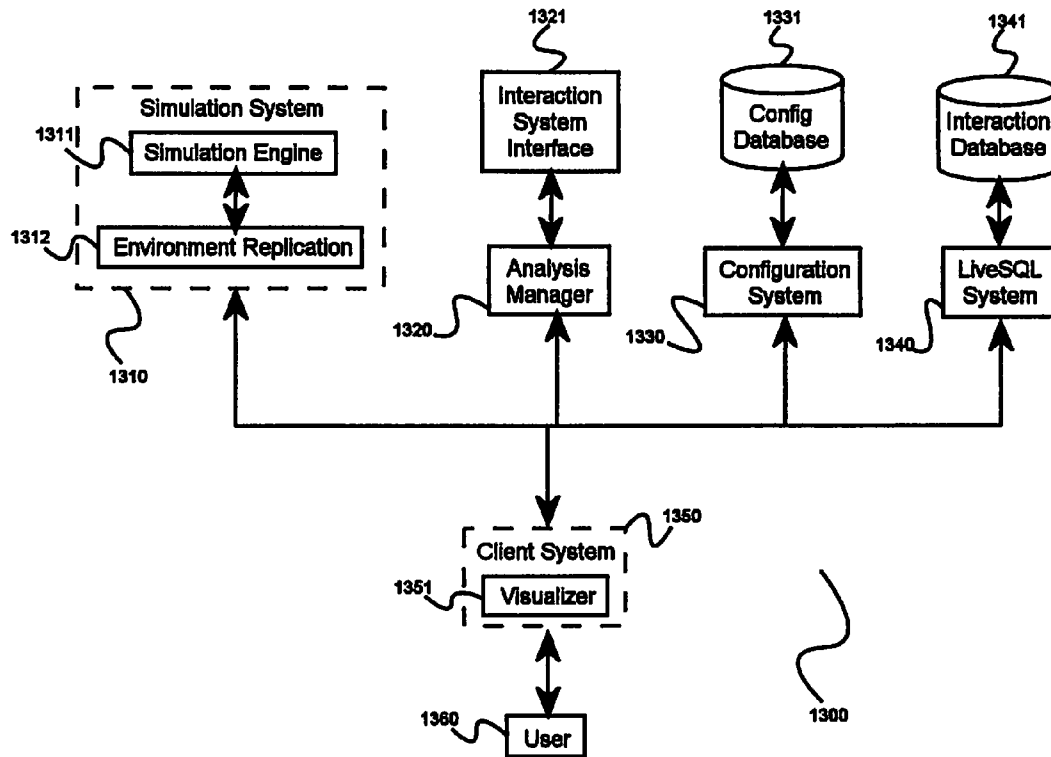 1321
1331
1341
Simulation System
1311
Simulation Engine
Interaction
System
Interface
Config
Database
Interaction
Database
1312
Environment Replication
Analysis
Manager
Configuration
System
LiveSQL
System
1310
1320
1330
1340
1350
Client System
1351
Visualizer
1360
User
1300